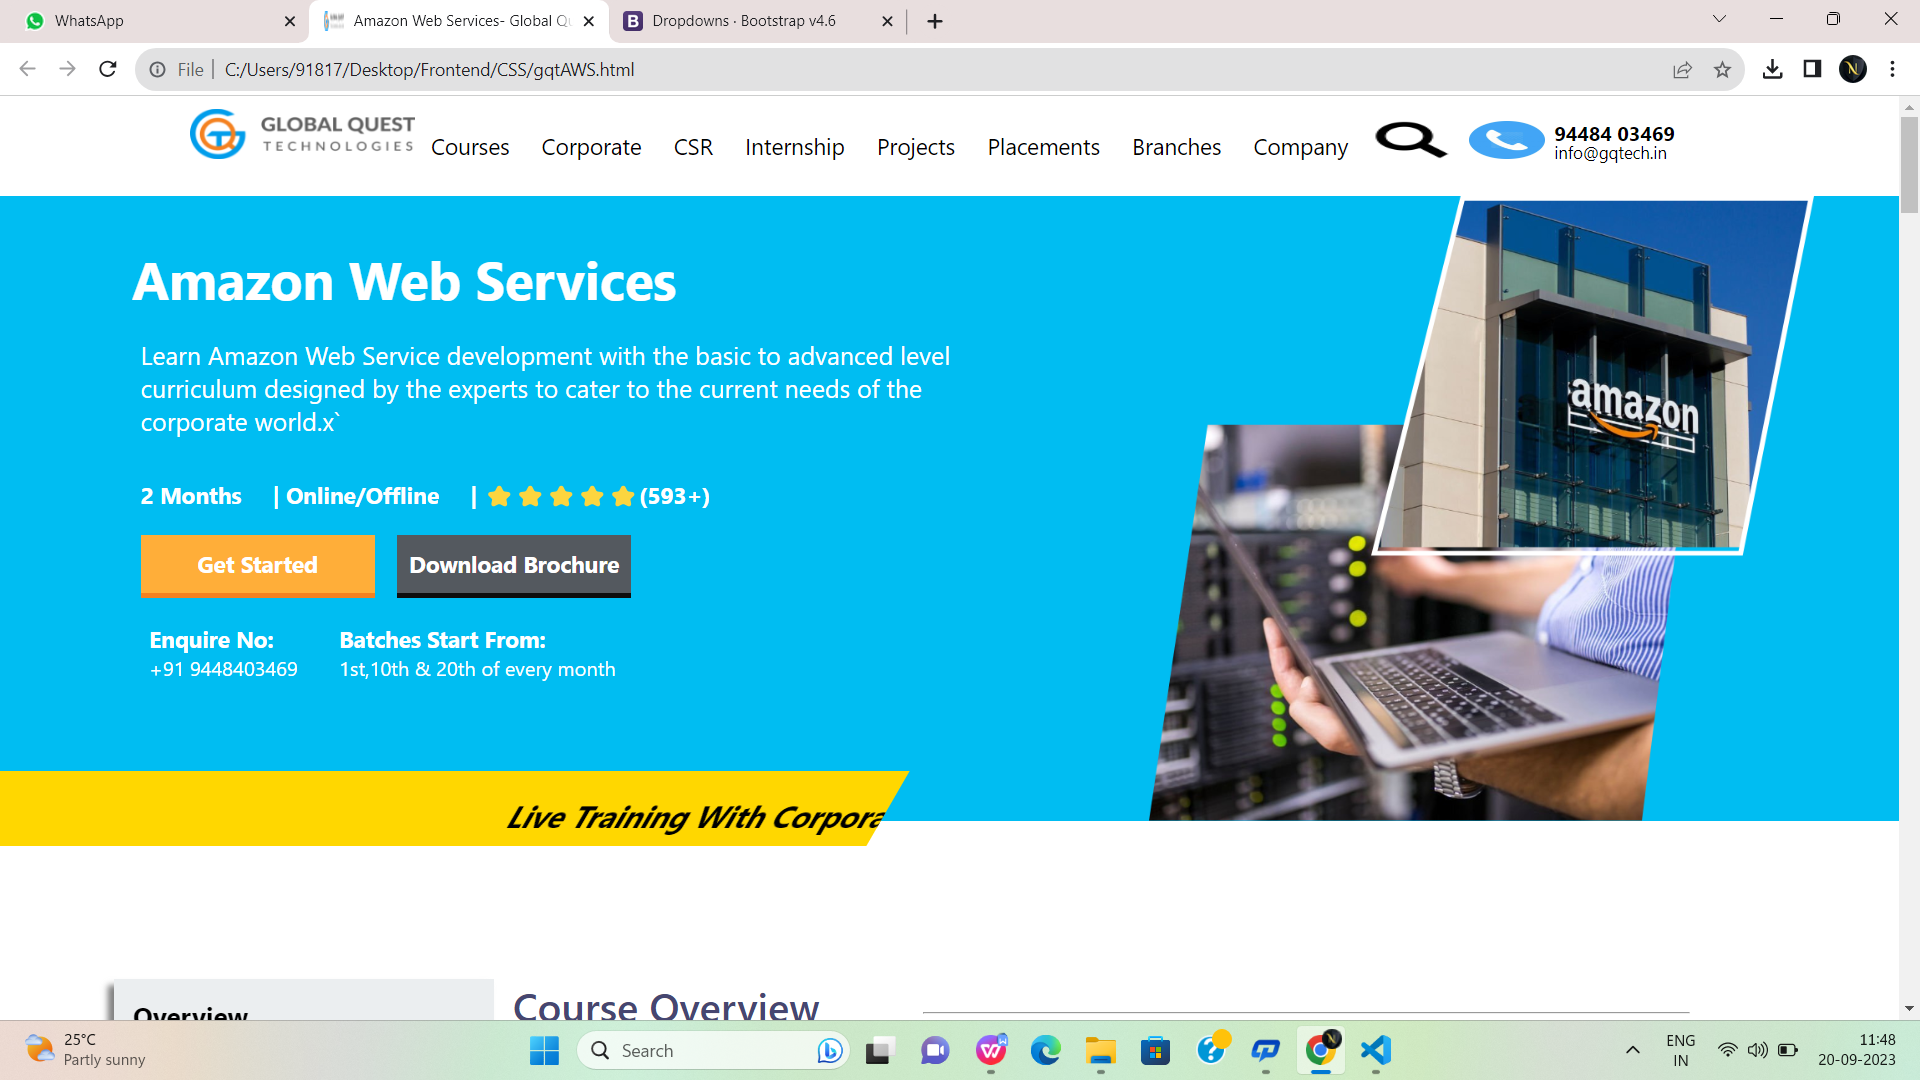 WhatsApp
Amazon Web Services- Global Qu
Dropdowns · Bootstrap v4.6
File
C:/Users/91817/Desktop/Frontend/CSS/gqtAWS.html
GLOBAL QUEST
TECHNOLOGIES
Courses Corporate CSR Internship Projects Placements Branches Company
94484 03469
info@gqtech.in
Amazon Web Services
Learn Amazon Web Service development with the basic to advanced level
curriculum designed by the experts to cater to the current needs of the
corporate world.x`
2 Months | Online/Offline | (593+)
Get Started Download Brochure
Enquire No: Batches Start From:
+91 9448403469 1st,10th & 20th of every month
amazon
Live Training With Corpora
Overview
Course Overview
25°C
Partly sunny
Search
ENG
IN
11:48
20-09-2023